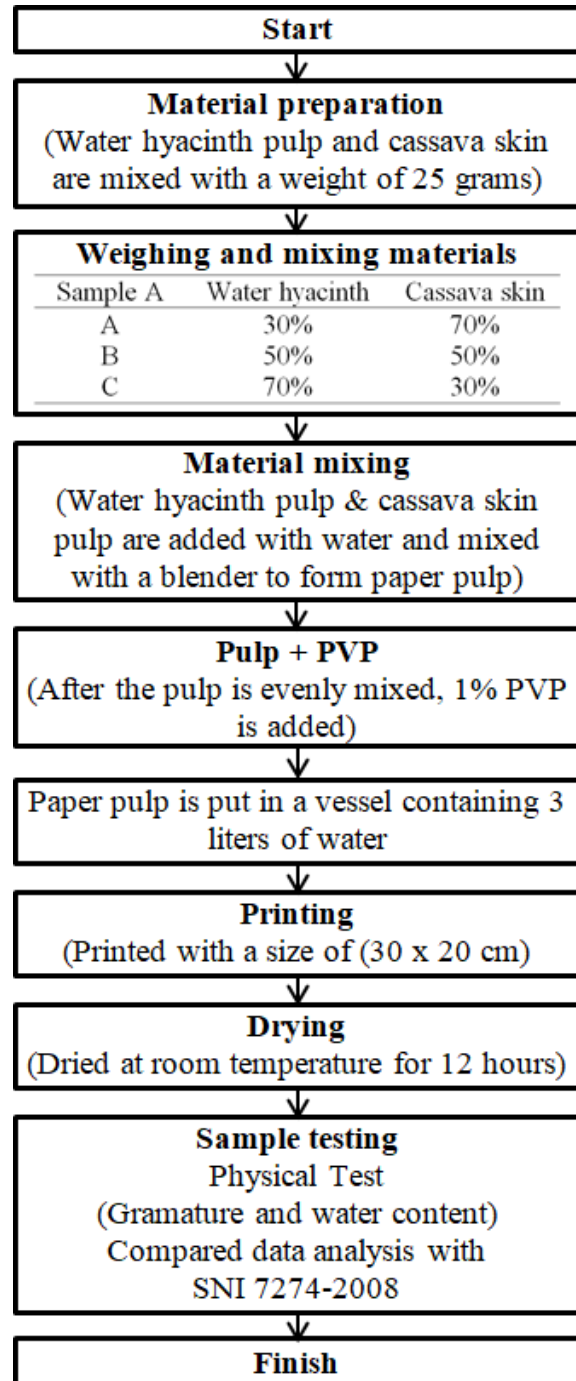 Start
Material preparation
(Water hyacinth pulp and cassava skin
are mixed with a weight of 25 grams)
Weighing and mixing materials
Sample A Water hyacinth Cassava skin
A 30% 70%
B 50% 50%
C 70% 30%
Material mixing
(Water hyacinth pulp & cassava skin
pulp are added with water and mixed
with a blender to form paper pulp)
Pulp + PVP
(After the pulp is evenly mixed, 1% PVP
is added)
Paper pulp is put in a vessel containing 3
liters of water
Printing
(Printed with a size of (30 x 20 cm)
Drying
(Dried at room temperature for 12 hours)
Sample testing
Physical Test
(Gramature and water content)
Compared data analysis with
SNI 7274-2008
Finish